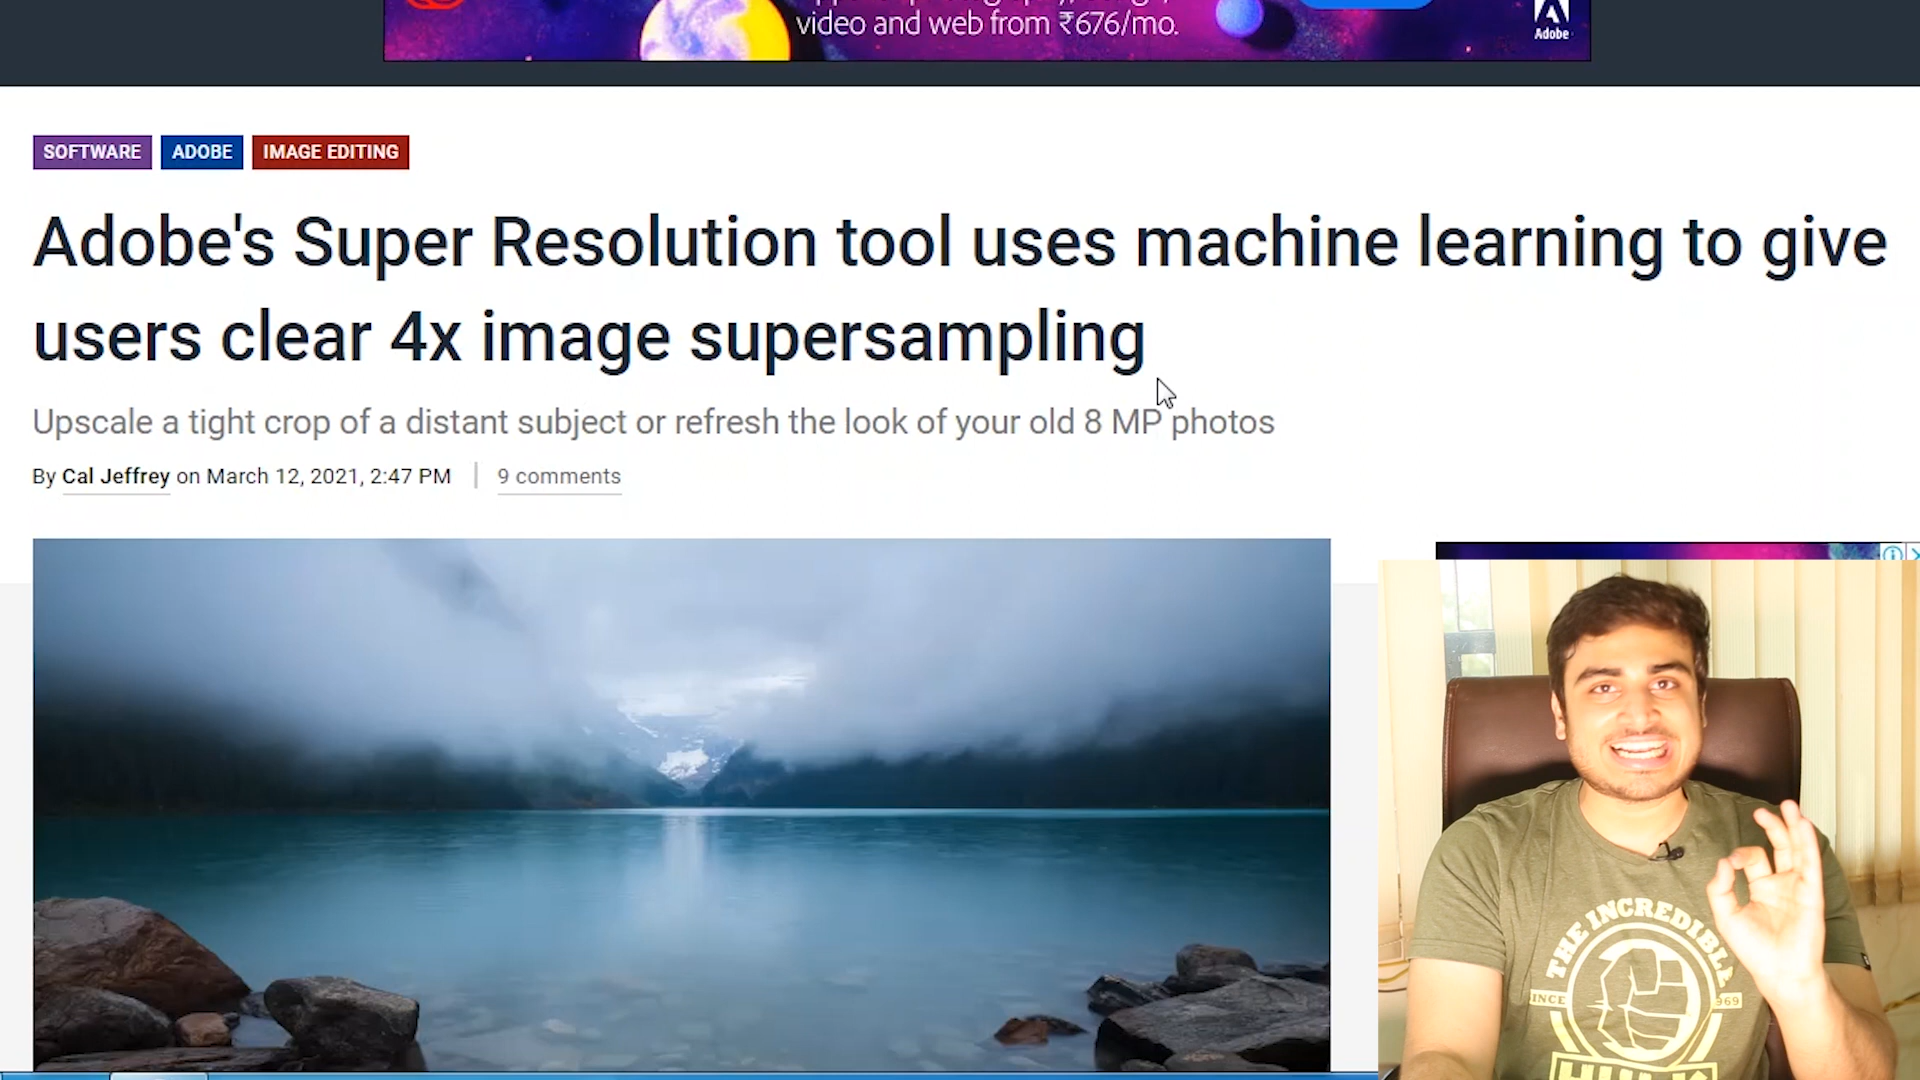 video and web from ₹676/mo.
Adobe
SOFTWARE
ADOBE
IMAGE EDITING
Adobe's Super Resolution tool uses machine learning to give
users clear 4x image supersampling
Upscale a tight crop of a distant subject or refresh the look of your old 8 MP photos
By Cal Jeffrey on March 12, 2021, 2:47 PM
9 comments
THE INCREDIBL
SINCE
969
HULK